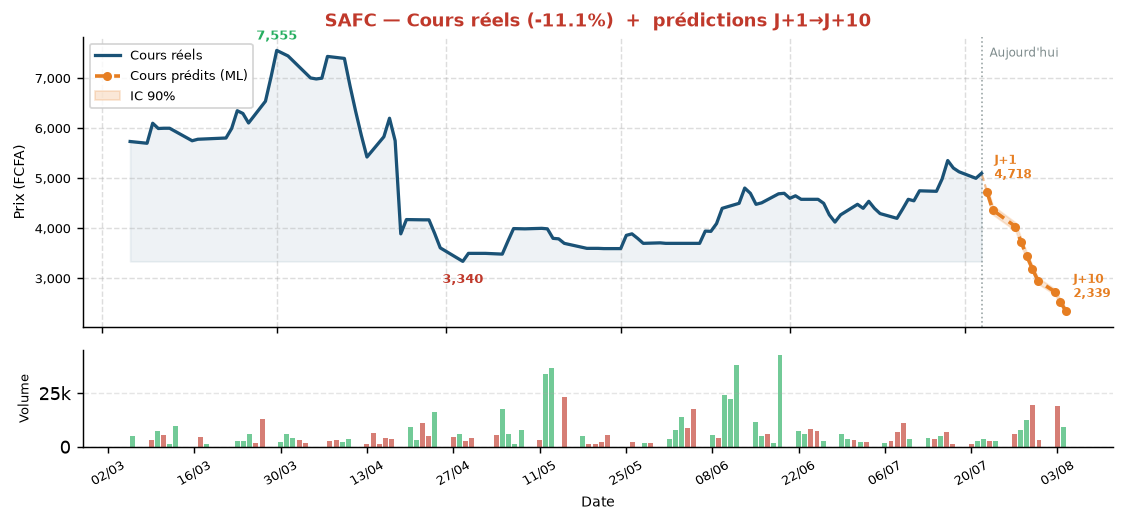 SAFC — Cours réels (-11.1%)  +  prédictions J+1→J+10
7,555
Cours réels
Cours prédits (ML)
IC 90%
Aujourd'hui
J+1
4,718
J+10
2,339
3,340
Prix (FCFA)
7,000
6,000
5,000
4,000
3,000
Volume
25k
0
02/03
16/03
30/03
13/04
27/04
11/05
25/05
08/06
22/06
06/07
20/07
03/08
Date